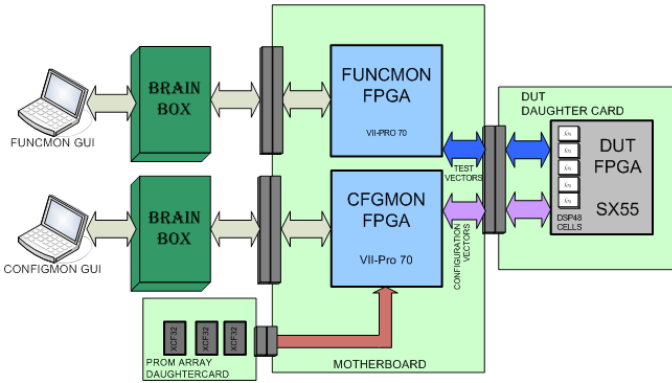 DUT
DAUGHTER CARD
BRAIN
BOX
FUNCMON
FPGA
VII-PRO 70
FUNCMON GUI
DUT
FPGA
SX55
TEST
VECTORS
DSP48
CELLS
BRAIN
BOX
CFGMON
FPGA
VII-Pro 70
CONFIGURATION
VECTORS
CONFIGMON GUI
XCF32
XCF32
XCF32
PROM ARRAY
DAUGHTERCARD
MOTHERBOARD